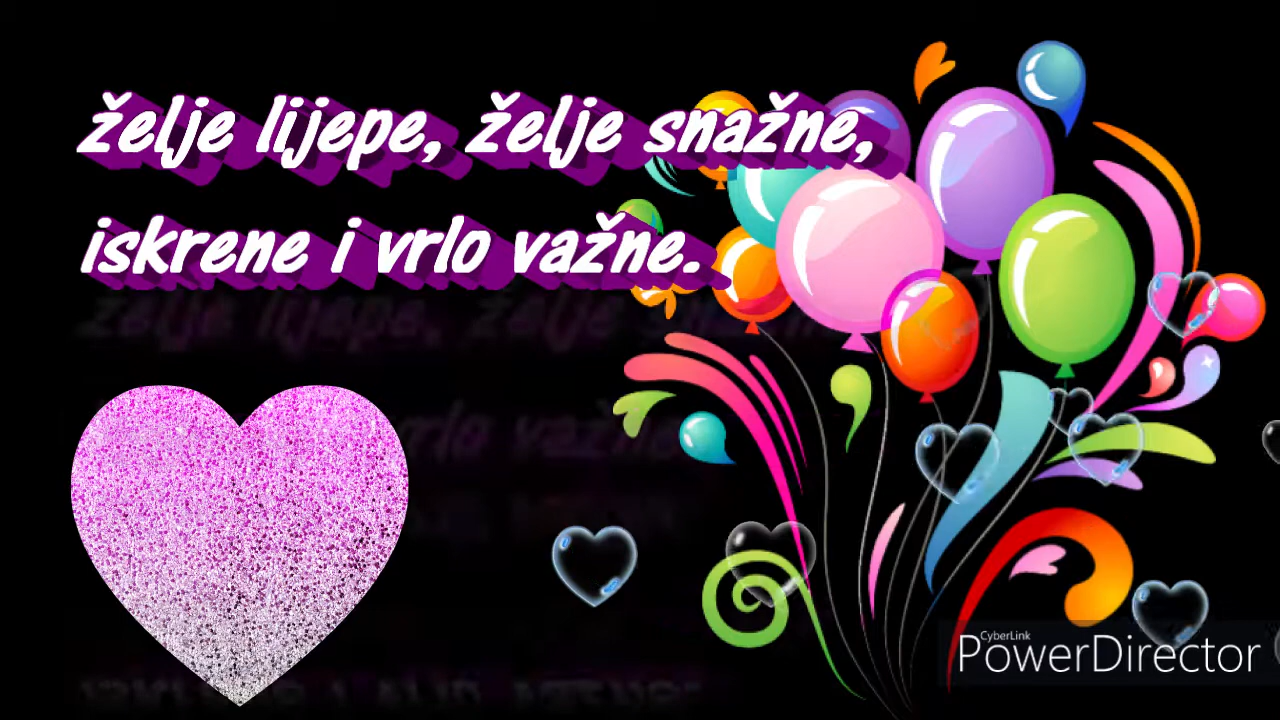 želje lijepe, želje snažne,
iskrene i vrlo važne.
CyberLink
PowerDirector